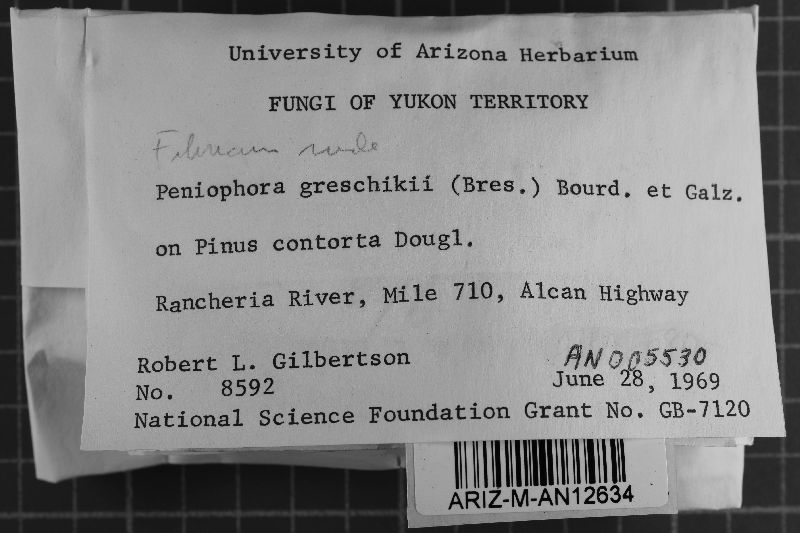 University of Arizona Herbarium
FUNGI OF YUKON TERRITORY
Peniophora greschikii (Bres.) Bourd. et Galz.
on Pinus contorta Dougl.
Rancheria River, Mile 710, Alcan Highway
Robert L. Gilbertson
AN005530
No. 8592
June 28, 1969
National Science Foundation Grant No. GB-7120
ARIZ-M-AN12634